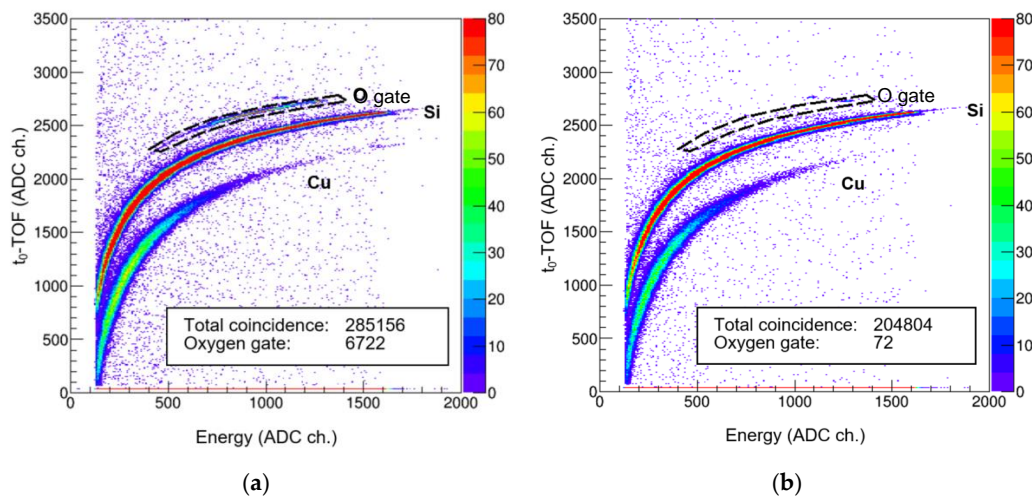 3500
3000
2500
2000
1500
1000
500
0
t₀-TOF (ADC ch.)
O gate
Si
Cu
Total coincidence: 285156
Oxygen gate: 6722
0 500 1000 1500 2000
Energy (ADC ch.)
80
70
60
50
40
30
20
10
0
(a)
3500
3000
2500
2000
1500
1000
500
0
t₀-TOF (ADC ch.)
O gate
Si
Cu
Total coincidence: 204804
Oxygen gate: 72
0 500 1000 1500 2000
Energy (ADC ch.)
80
70
60
50
40
30
20
10
0
(b)